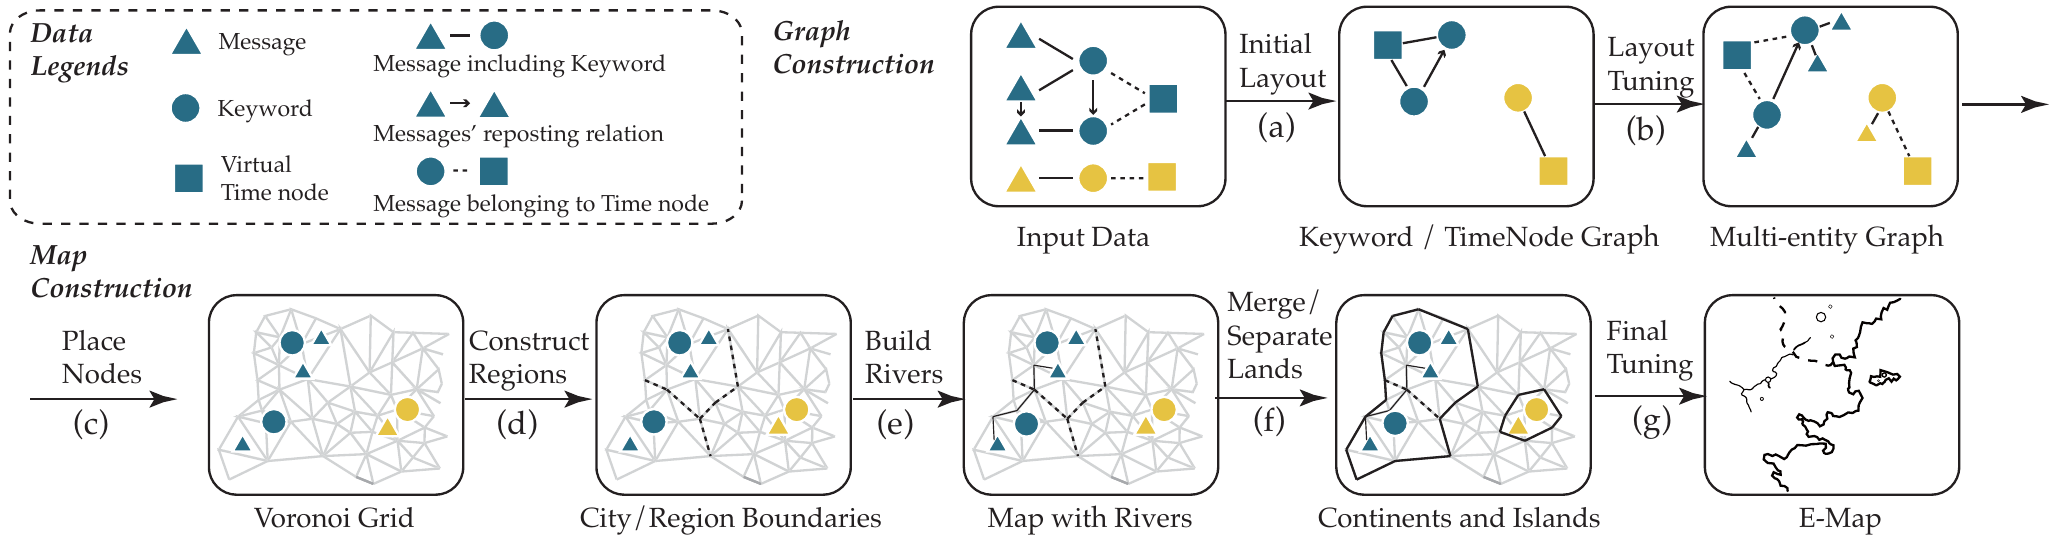 Data
Legends
Message
Keyword
Virtual
Time node
Message including Keyword
Messages' reposting relation
Message belonging to Time node
Graph
Construction
Input Data
Initial
Layout
(a)
Keyword / TimeNode Graph
Layout
Tuning
(b)
Multi-entity Graph
Map
Construction
Place
Nodes
(c)
Voronoi Grid
Construct
Regions
(d)
City/Region Boundaries
Build
Rivers
(e)
Map with Rivers
Merge/
Separate
Lands
(f)
Continents and Islands
Final
Tuning
(g)
E-Map